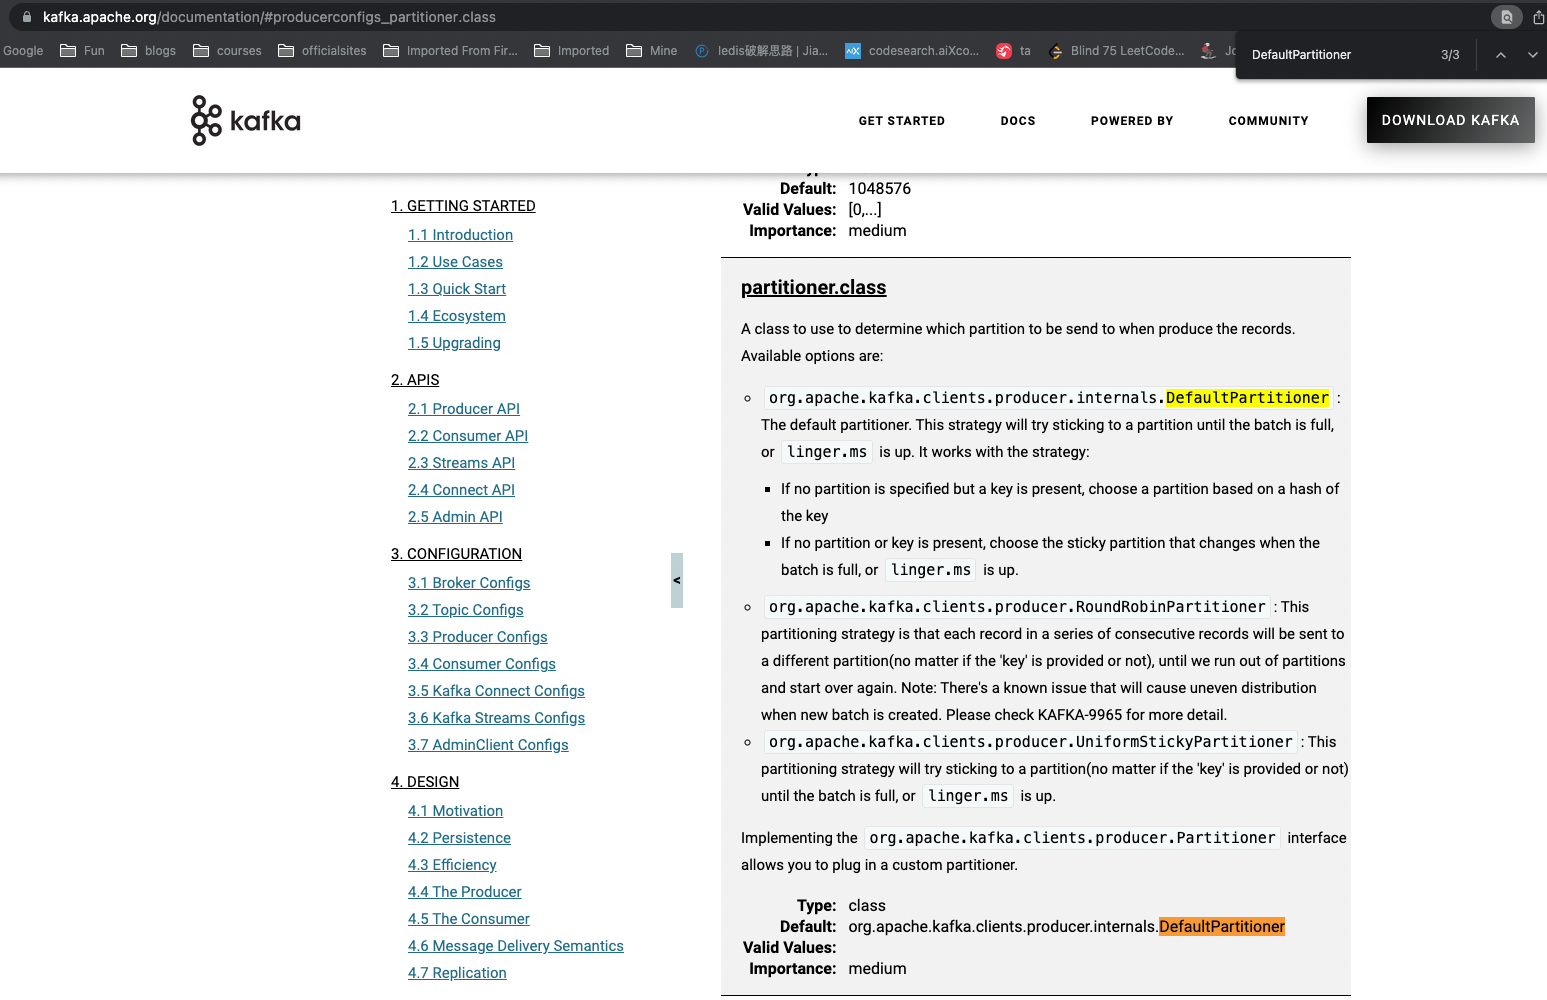 kafka.apache.org/documentation/#producerconfigs_partitioner.class
Google Fun blogs courses officialsites Imported From Fir... Imported Mine ledis破解思路 | Jia... codesearch.aiXco... ta Blind 75 LeetCode...
DefaultPartitioner 3/3
kafka
GET STARTED DOCS POWERED BY COMMUNITY DOWNLOAD KAFKA
1. GETTING STARTED
1.1 Introduction
1.2 Use Cases
1.3 Quick Start
1.4 Ecosystem
1.5 Upgrading
2. APIS
2.1 Producer API
2.2 Consumer API
2.3 Streams API
2.4 Connect API
2.5 Admin API
3. CONFIGURATION
3.1 Broker Configs
3.2 Topic Configs
3.3 Producer Configs
3.4 Consumer Configs
3.5 Kafka Connect Configs
3.6 Kafka Streams Configs
3.7 AdminClient Configs
4. DESIGN
4.1 Motivation
4.2 Persistence
4.3 Efficiency
4.4 The Producer
4.5 The Consumer
4.6 Message Delivery Semantics
4.7 Replication
<
Default: 1048576
Valid Values: [0,...]
Importance: medium
partitioner.class
A class to use to determine which partition to be send to when produce the records.
Available options are:
org.apache.kafka.clients.producer.internals.DefaultPartitioner :
The default partitioner. This strategy will try sticking to a partition until the batch is full,
or linger.ms is up. It works with the strategy:
If no partition is specified but a key is present, choose a partition based on a hash of
the key
If no partition or key is present, choose the sticky partition that changes when the
batch is full, or linger.ms is up.
org.apache.kafka.clients.producer.RoundRobinPartitioner : This
partitioning strategy is that each record in a series of consecutive records will be sent to
a different partition(no matter if the 'key' is provided or not), until we run out of partitions
and start over again. Note: There's a known issue that will cause uneven distribution
when new batch is created. Please check KAFKA-9965 for more detail.
org.apache.kafka.clients.producer.UniformStickyPartitioner : This
partitioning strategy will try sticking to a partition(no matter if the 'key' is provided or not)
until the batch is full, or linger.ms is up.
Implementing the org.apache.kafka.clients.producer.Partitioner interface
allows you to plug in a custom partitioner.
Type: class
Default: org.apache.kafka.clients.producer.internals.DefaultPartitioner
Valid Values:
Importance: medium